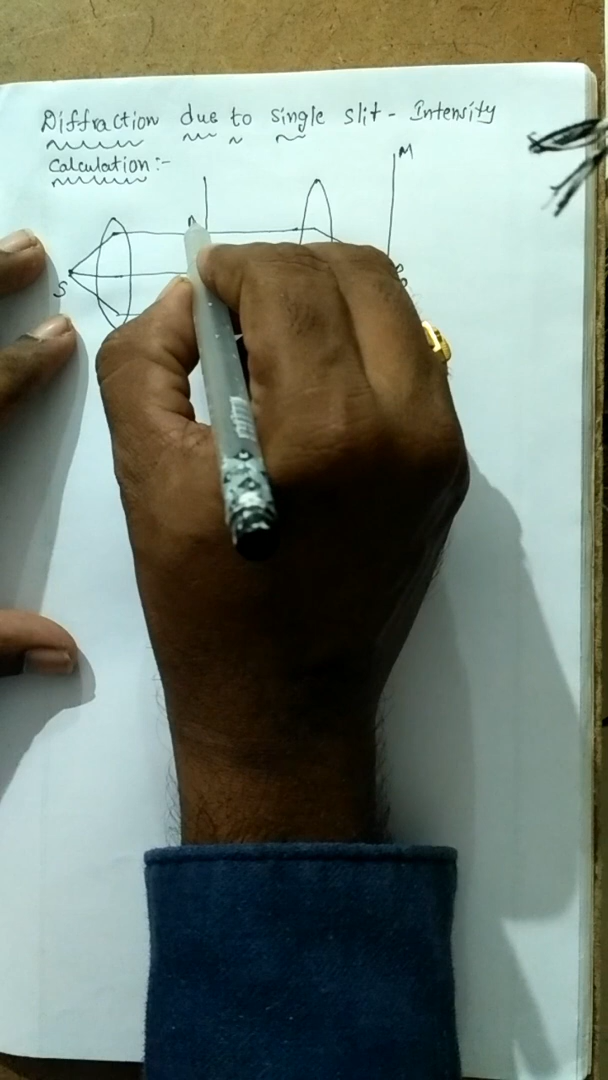 Diffraction due to single slit - Intensity
Calculation :-
M
S